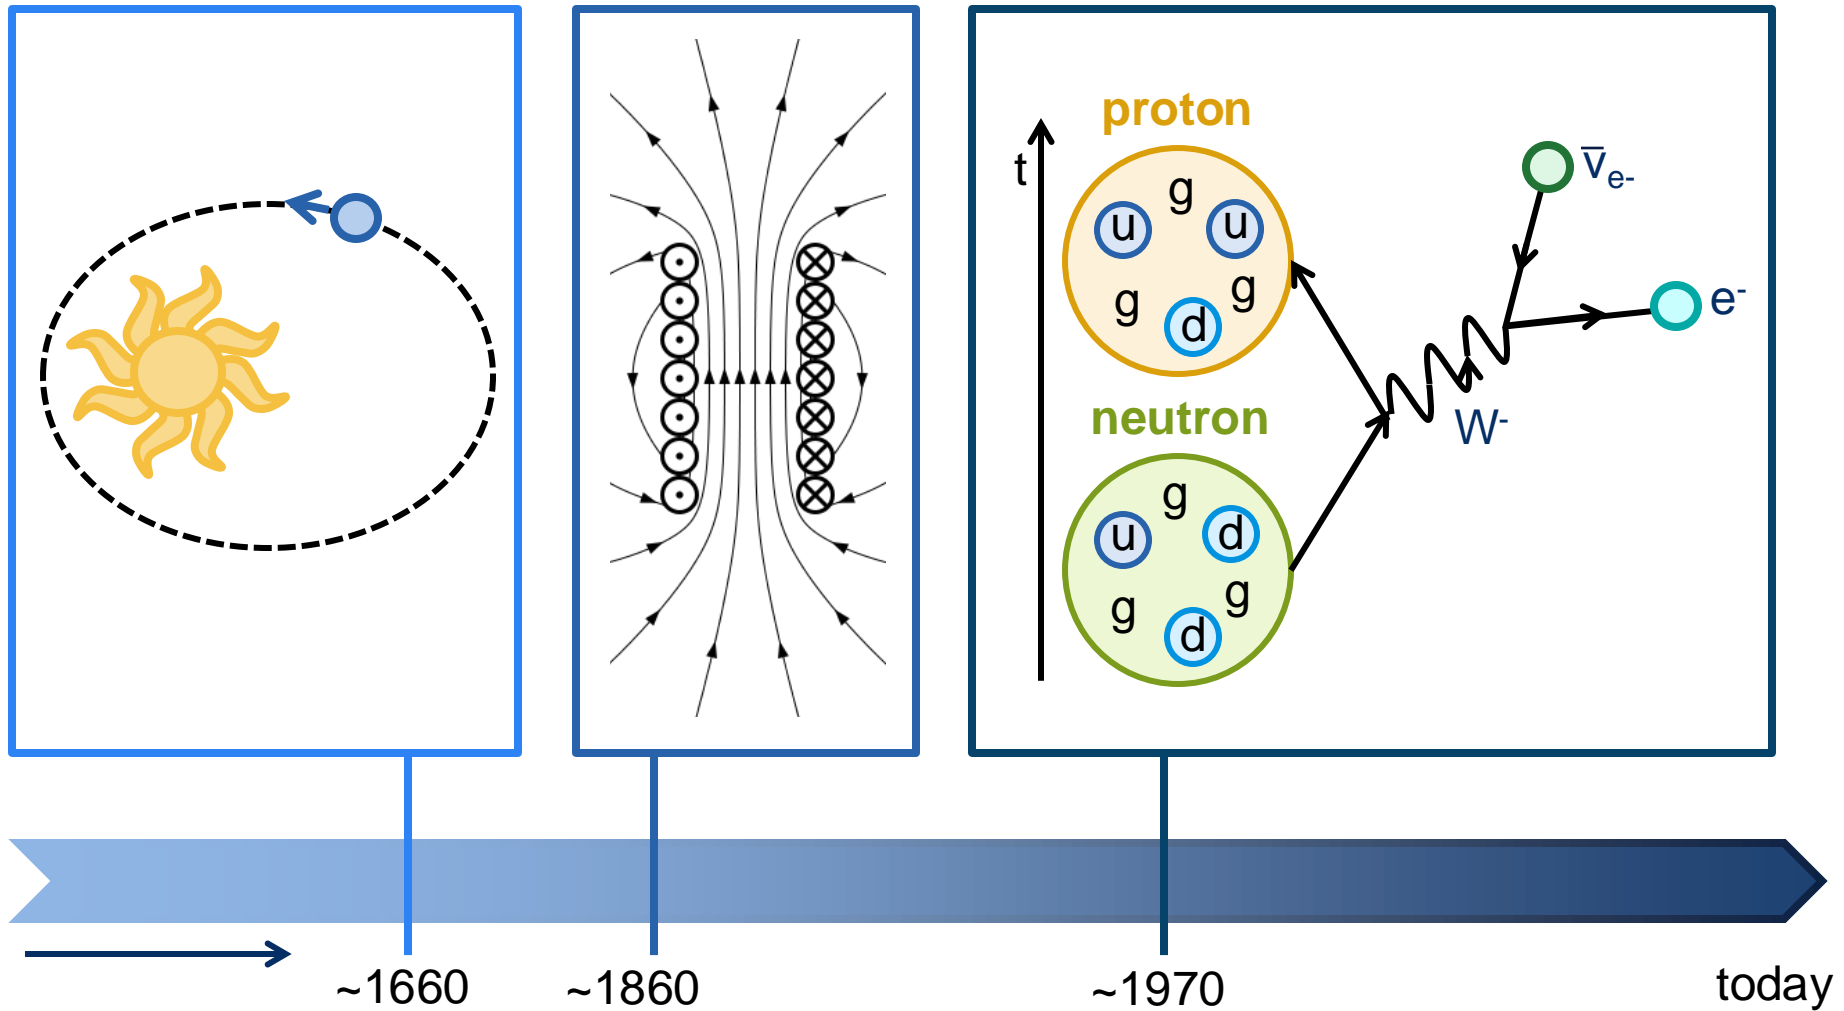 proton
t
g
u
u
g
g
d
ν̅e-
e-
W-
neutron
g
u
d
g
g
d
~1660
~1860
~1970
today